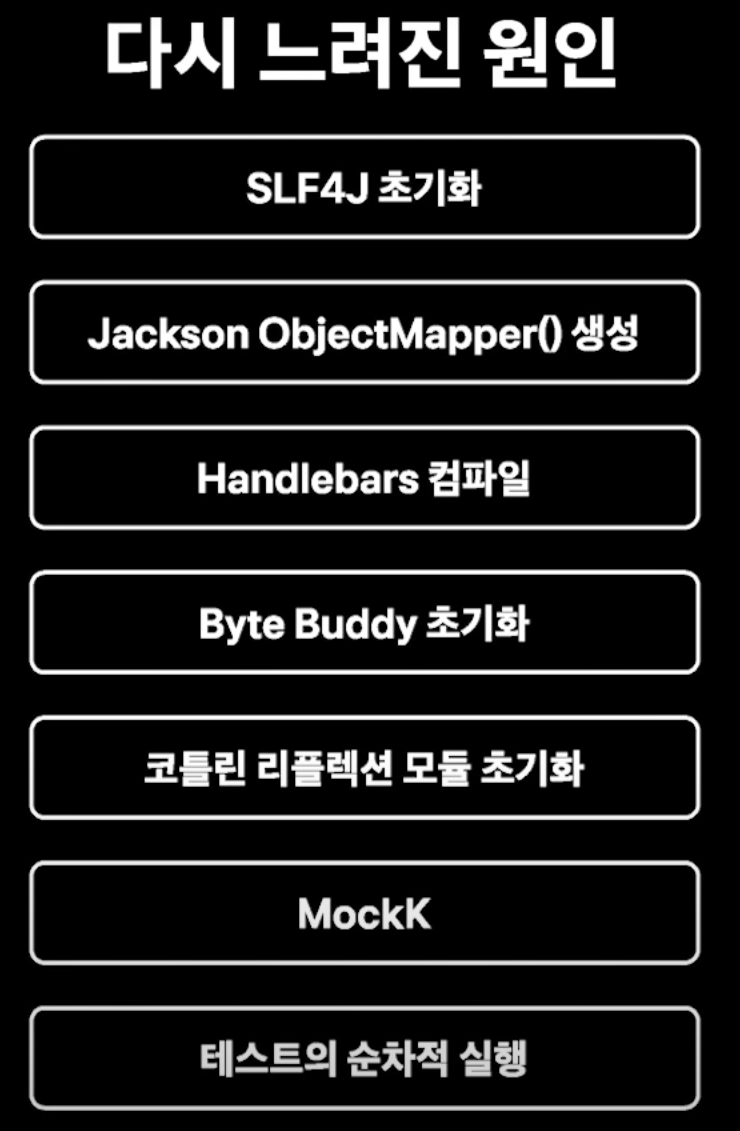 다시 느려진 원인
SLF4J 초기화
Jackson ObjectMapper() 생성
Handlebars 컴파일
Byte Buddy 초기화
코틀린 리플렉션 모듈 초기화
MockK
테스트의 순차적 실행